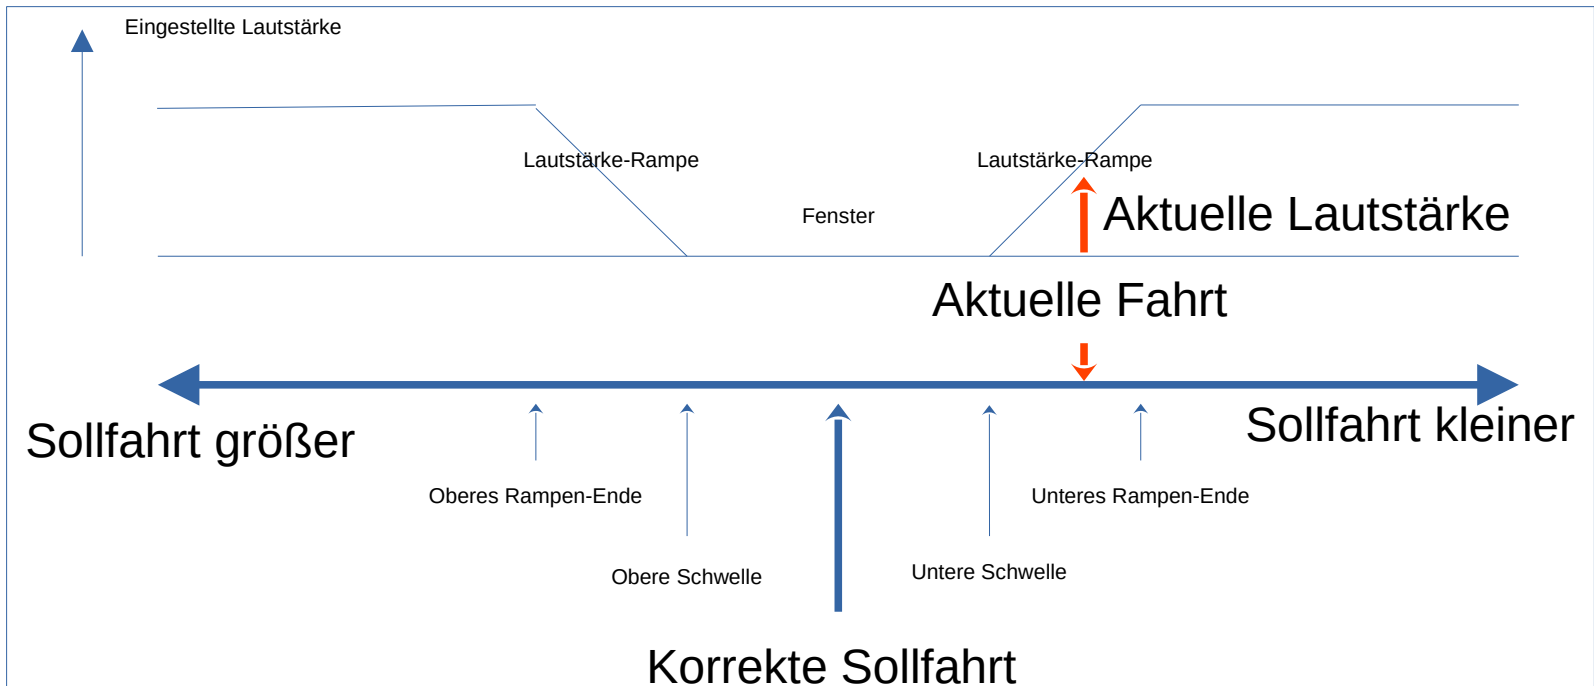 Eingestellte Lautstärke
Lautstärke-Rampe
Lautstärke-Rampe
Fenster
Aktuelle Lautstärke
Aktuelle Fahrt
Sollfahrt größer
Sollfahrt kleiner
Oberes Rampen-Ende
Unteres Rampen-Ende
Obere Schwelle
Untere Schwelle
Korrekte Sollfahrt